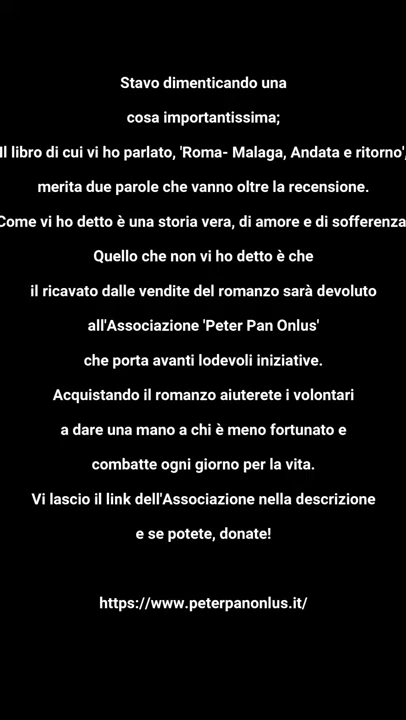 Stavo dimenticando una
cosa importantissima;
Il libro di cui vi ho parlato, 'Roma- Malaga, Andata e ritorno',
merita due parole che vanno oltre la recensione.
Come vi ho detto è una storia vera, di amore e di sofferenza
Quello che non vi ho detto è che
il ricavato dalle vendite del romanzo sarà devoluto
all'Associazione 'Peter Pan Onlus'
che porta avanti lodevoli iniziative.
Acquistando il romanzo aiuterete i volontari
a dare una mano a chi è meno fortunato e
combatte ogni giorno per la vita.
Vi lascio il link dell'Associazione nella descrizione
e se potete, donate!
https://www.peterpanonlus.it/